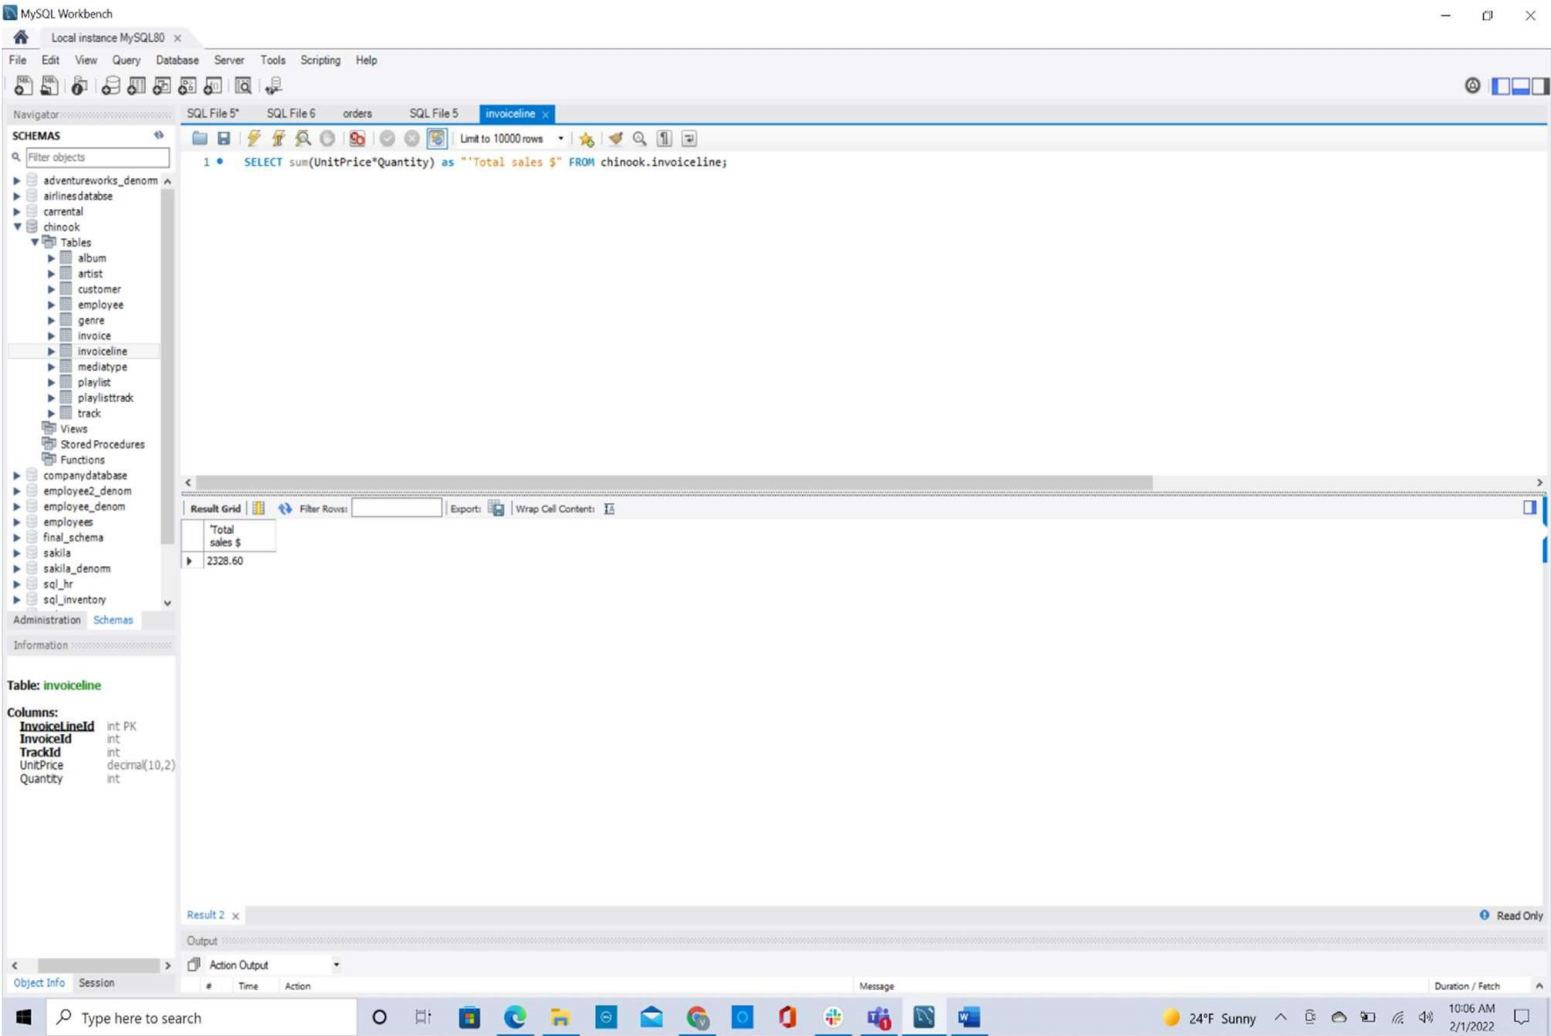 MySQL Workbench
Local instance MySQL80 ×
File Edit View Query Database Server Tools Scripting Help
Navigator
SQL File 5* SQL File 6 orders SQL File 5 invoiceline ×
SCHEMAS
Limit to 10000 rows
Filter objects
1 SELECT sum(UnitPrice*Quantity) as "'Total sales $" FROM chinook.invoiceline;
adventureworks_denorm
airlinesdatabse
carrental
chinook
Tables
album
artist
customer
employee
genre
invoice
invoiceline
mediatype
playlist
playlisttrack
track
Views
Stored Procedures
Functions
companydatabase
employee2_denom
employee_denom
employees
final_schema
sakila
sakila_denom
sql_hr
sql_inventory
Result Grid Filter Rows: Export: Wrap Cell Content:
'Total
sales $
2328.60
Administration Schemas
Information
Table: invoiceline
Columns:
InvoiceLineId int PK
InvoiceId int
TrackId int
UnitPrice decimal(10,2)
Quantity int
Result 2 ×
Read Only
Output
Action Output
Object Info Session
# Time Action Message Duration / Fetch
Type here to search
24°F Sunny
10:06 AM
2/1/2022